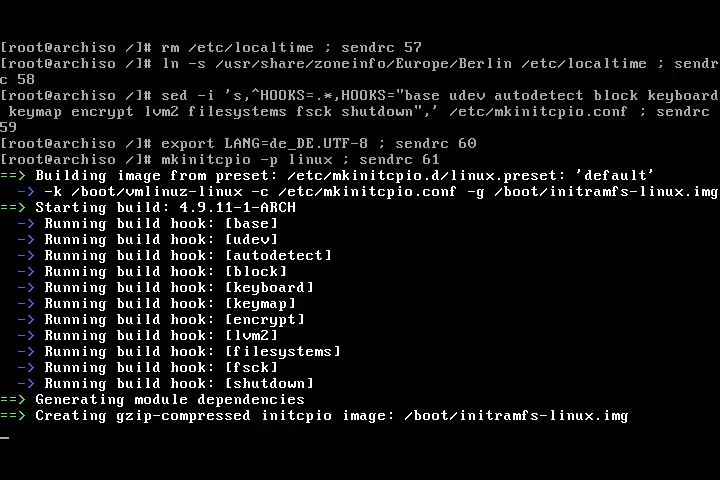 [root@archiso /]# rm /etc/localtime ; sendrc 57
[root@archiso /]# ln -s /usr/share/zoneinfo/Europe/Berlin /etc/localtime ; sendr
c 58
[root@archiso /]# sed -i 's,^HOOKS=.*,HOOKS="base udev autodetect block keyboard
 keymap encrypt lvm2 filesystems fsck shutdown",' /etc/mkinitcpio.conf ; sendrc
59
[root@archiso /]# export LANG=de_DE.UTF-8 ; sendrc 60
[root@archiso /]# mkinitcpio -p linux ; sendrc 61
==> Building image from preset: /etc/mkinitcpio.d/linux.preset: 'default'
  -> -k /boot/vmlinuz-linux -c /etc/mkinitcpio.conf -g /boot/initramfs-linux.img
==> Starting build: 4.9.11-1-ARCH
  -> Running build hook: [base]
  -> Running build hook: [udev]
  -> Running build hook: [autodetect]
  -> Running build hook: [block]
  -> Running build hook: [keyboard]
  -> Running build hook: [keymap]
  -> Running build hook: [encrypt]
  -> Running build hook: [lvm2]
  -> Running build hook: [filesystems]
  -> Running build hook: [fsck]
  -> Running build hook: [shutdown]
==> Generating module dependencies
==> Creating gzip-compressed initcpio image: /boot/initramfs-linux.img